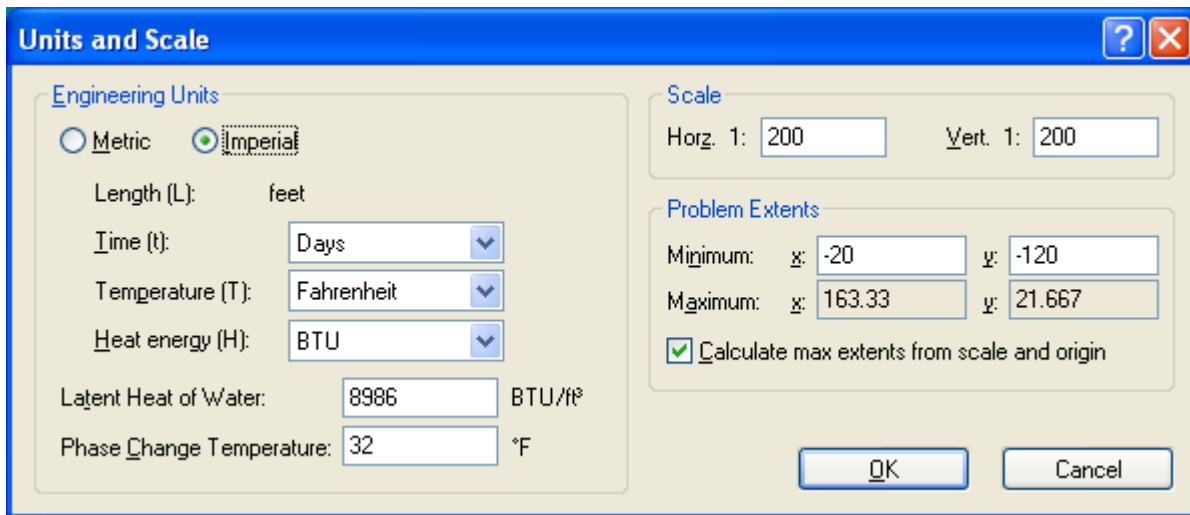 Units and Scale
Engineering Units
Metric Imperial
Length (L): feet
Time (t): Days
Temperature (T): Fahrenheit
Heat energy (H): BTU
Latent Heat of Water: 8986 BTU/ft³
Phase Change Temperature: 32 °F
Scale
Horz. 1: 200 Vert. 1: 200
Problem Extents
Minimum: x: -20 y: -120
Maximum: x: 163.33 y: 21.667
Calculate max extents from scale and origin
OK Cancel